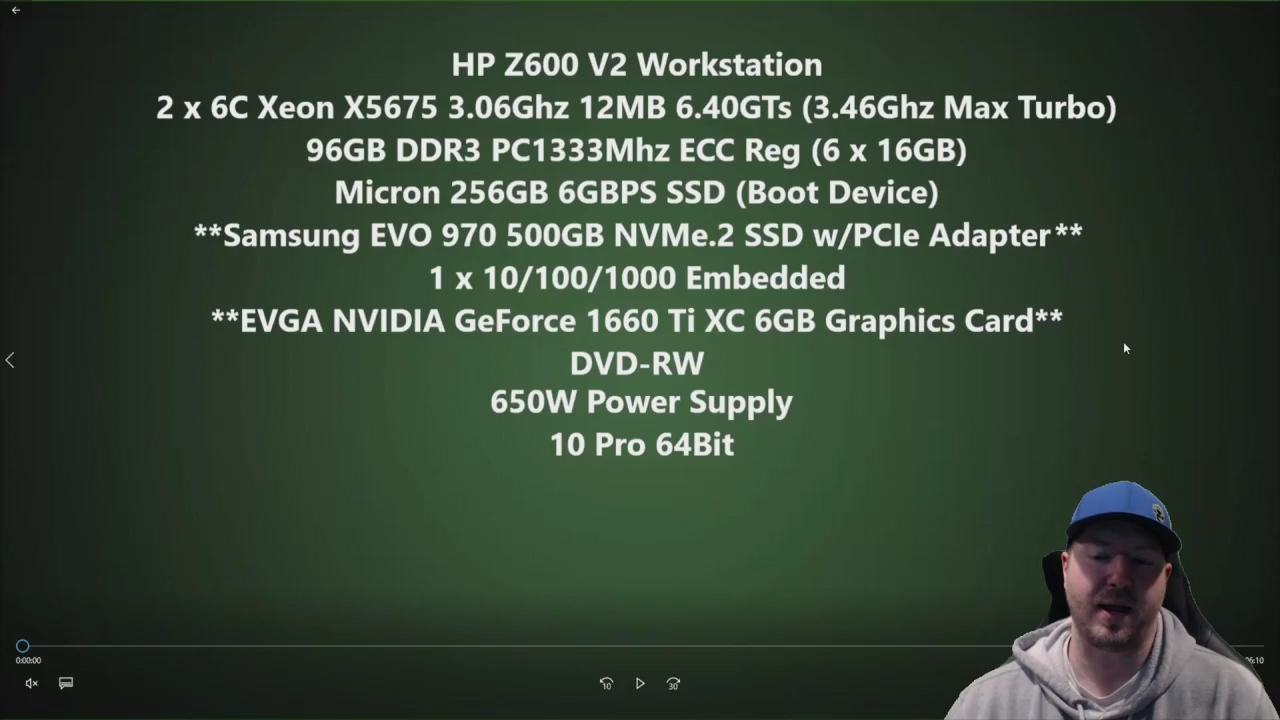 HP Z600 V2 Workstation
2 x 6C Xeon X5675 3.06Ghz 12MB 6.40GTs (3.46Ghz Max Turbo)
96GB DDR3 PC1333Mhz ECC Reg (6 x 16GB)
Micron 256GB 6GBPS SSD (Boot Device)
**Samsung EVO 970 500GB NVMe.2 SSD w/PCIe Adapter**
1 x 10/100/1000 Embedded
**EVGA NVIDIA GeForce 1660 Ti XC 6GB Graphics Card**
DVD-RW
650W Power Supply
10 Pro 64Bit
0:00:00
10
30